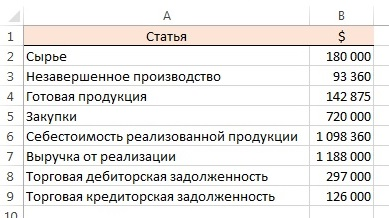 A B
1 Статья $
2 Сырье 180 000
3 Незавершенное производство 93 360
4 Готовая продукция 142 875
5 Закупки 720 000
6 Себестоимость реализованной продукции 1 098 360
7 Выручка от реализации 1 188 000
8 Торговая дебиторская задолженность 297 000
9 Торговая кредиторская задолженность 126 000
10